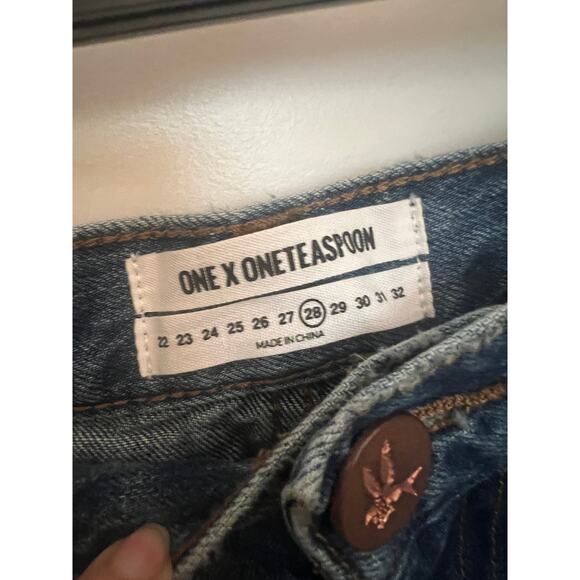 ONE X ONETEASPOON
22 23 24 25 26 27 28 29 30 31 32
MADE IN CHINA